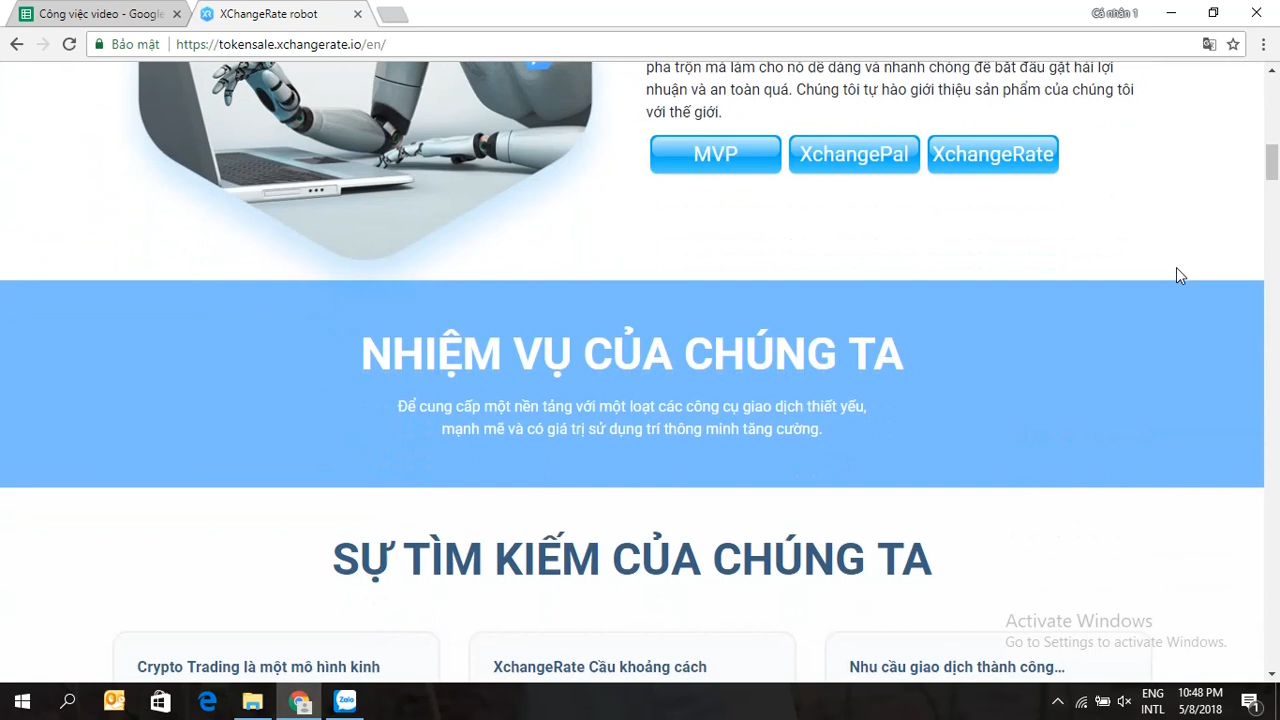 Công việc video - Google
XChangeRate robot
Cá nhân 1
Bảo mật
https://tokensale.xchangerate.io/en/
pha trộn mà làm cho nó dễ dàng và nhanh chóng để bắt đầu gặt hái lợi
nhuận và an toàn quá. Chúng tôi tự hào giới thiệu sản phẩm của chúng tôi
với thế giới.
MVP
XchangePal
XchangeRate
NHIỆM VỤ CỦA CHÚNG TA
Để cung cấp một nền tảng với một loạt các công cụ giao dịch thiết yếu,
mạnh mẽ và có giá trị sử dụng trí thông minh tăng cường.
SỰ TÌM KIẾM CỦA CHÚNG TA
Crypto Trading là một mô hình kinh
XchangeRate Cầu khoảng cách
Nhu cầu giao dịch thành công...
Activate Windows
Go to Settings to activate Windows.
Zalo
ENG
INTL
10:48 PM
5/8/2018
1